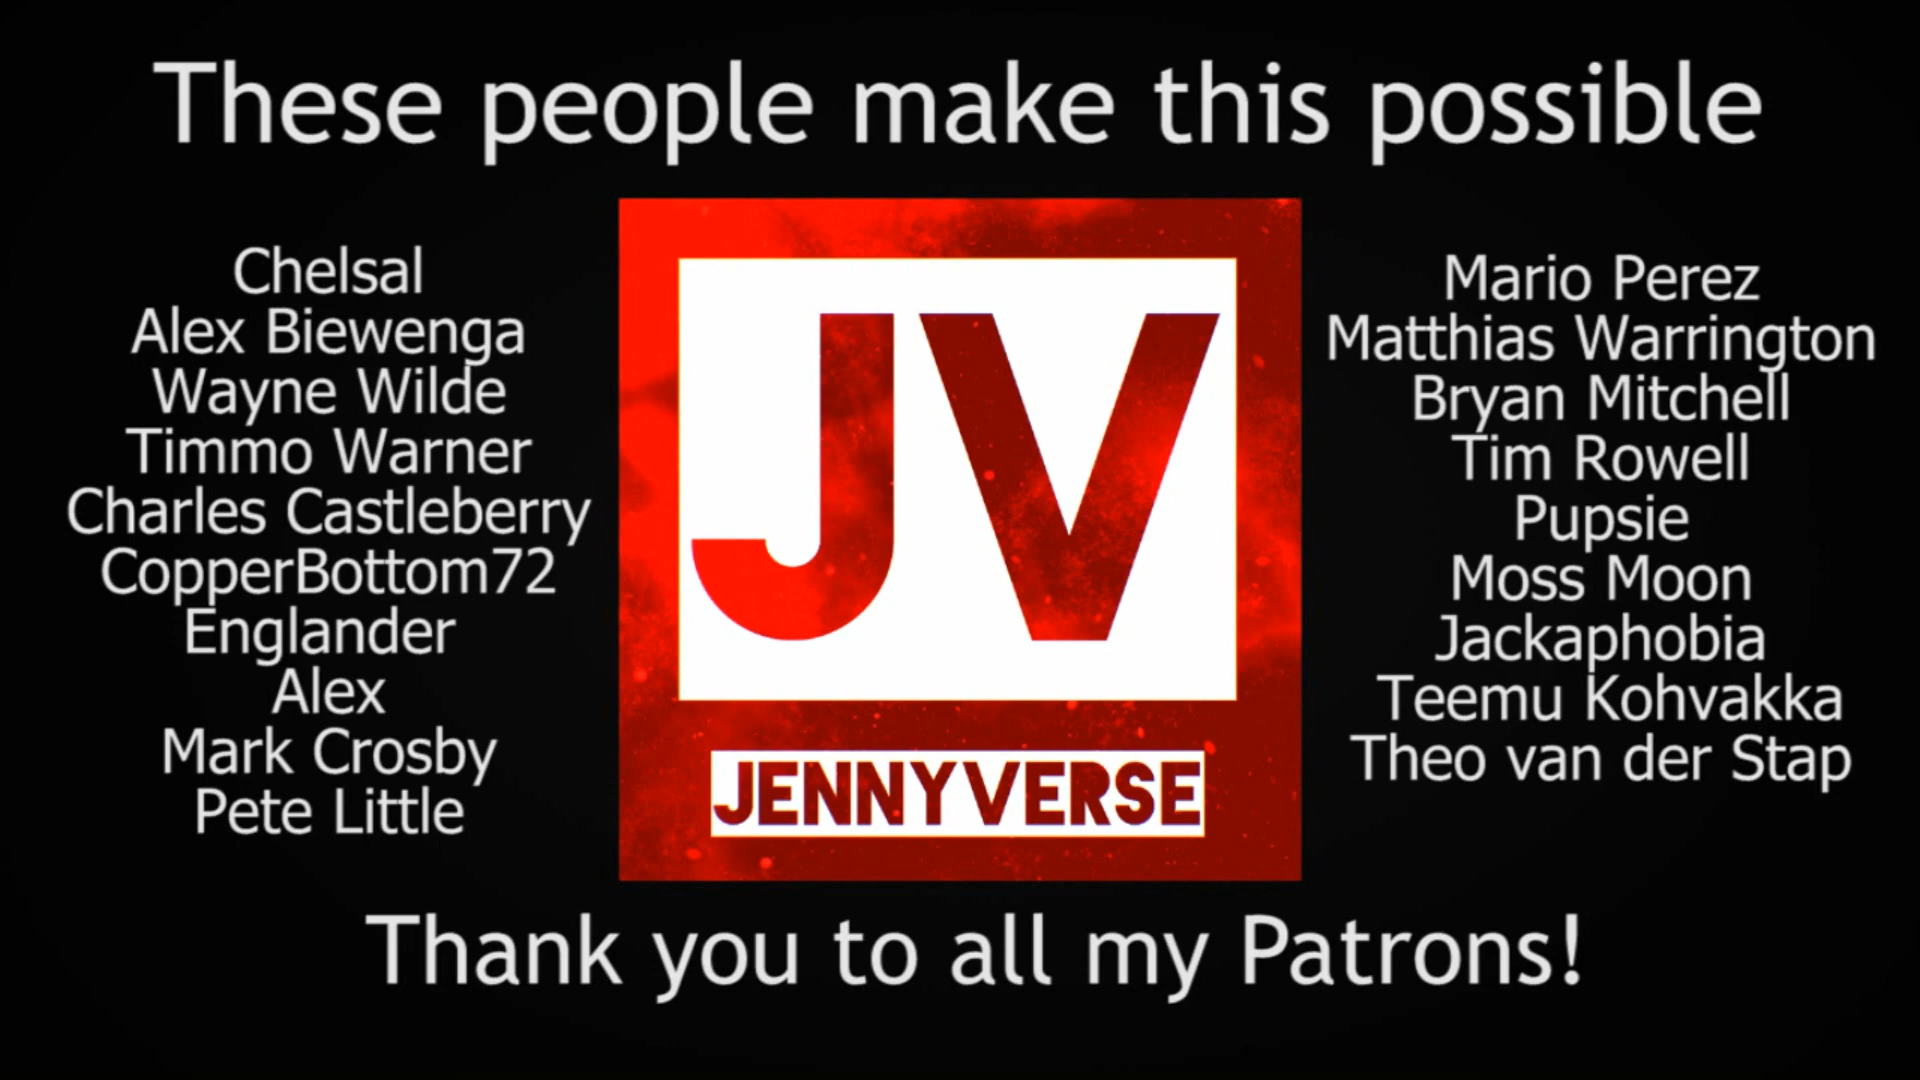 These people make this possible
Chelsal
Alex Biewenga
Wayne Wilde
Timmo Warner
Charles Castleberry
CopperBottom72
Englander
Alex
Mark Crosby
Pete Little
JV
JENNYVERSE
Mario Perez
Matthias Warrington
Bryan Mitchell
Tim Rowell
Pupsie
Moss Moon
Jackaphobia
Teemu Kohvakka
Theo van der Stap
Thank you to all my Patrons!